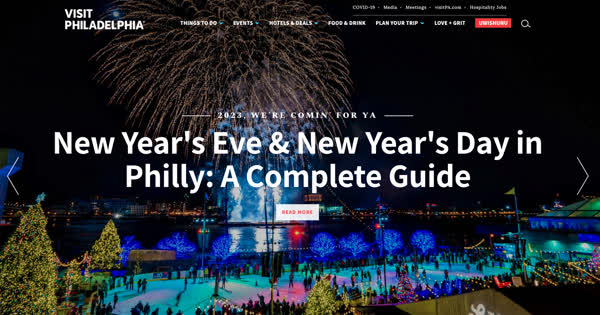 VISIT
PHILADELPHIA
COVID-19 • Media • Meetings • visitPA.com • Hospitality Jobs
THINGS TO DO EVENTS HOTELS & DEALS FOOD & DRINK PLAN YOUR TRIP LOVE + GRIT UWISHUNU
2023, WE'RE COMIN' FOR YA
New Year's Eve & New Year's Day in
Philly: A Complete Guide
READ MORE